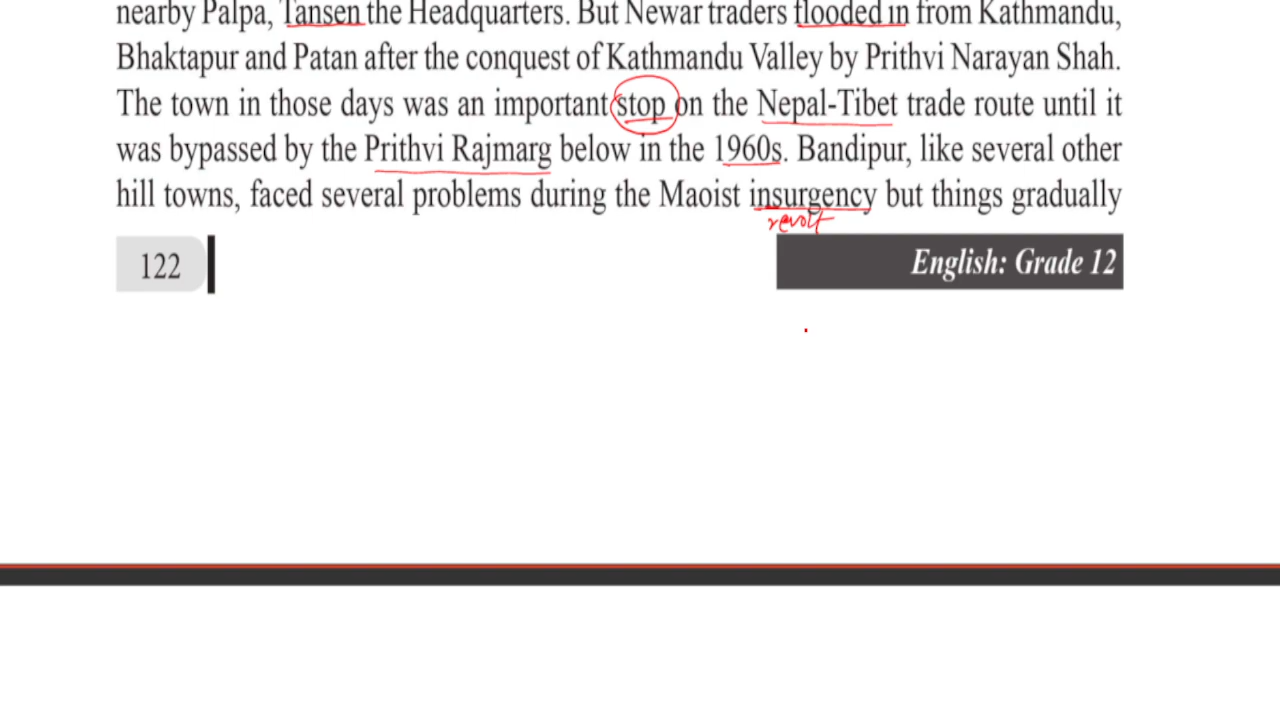 nearby Palpa, Tansen the Headquarters. But Newar traders flooded in from Kathmandu,
Bhaktapur and Patan after the conquest of Kathmandu Valley by Prithvi Narayan Shah.
The town in those days was an important stop on the Nepal-Tibet trade route until it
was bypassed by the Prithvi Rajmarg below in the 1960s. Bandipur, like several other
hill towns, faced several problems during the Maoist insurgency but things gradually
revolt
122
English: Grade 12